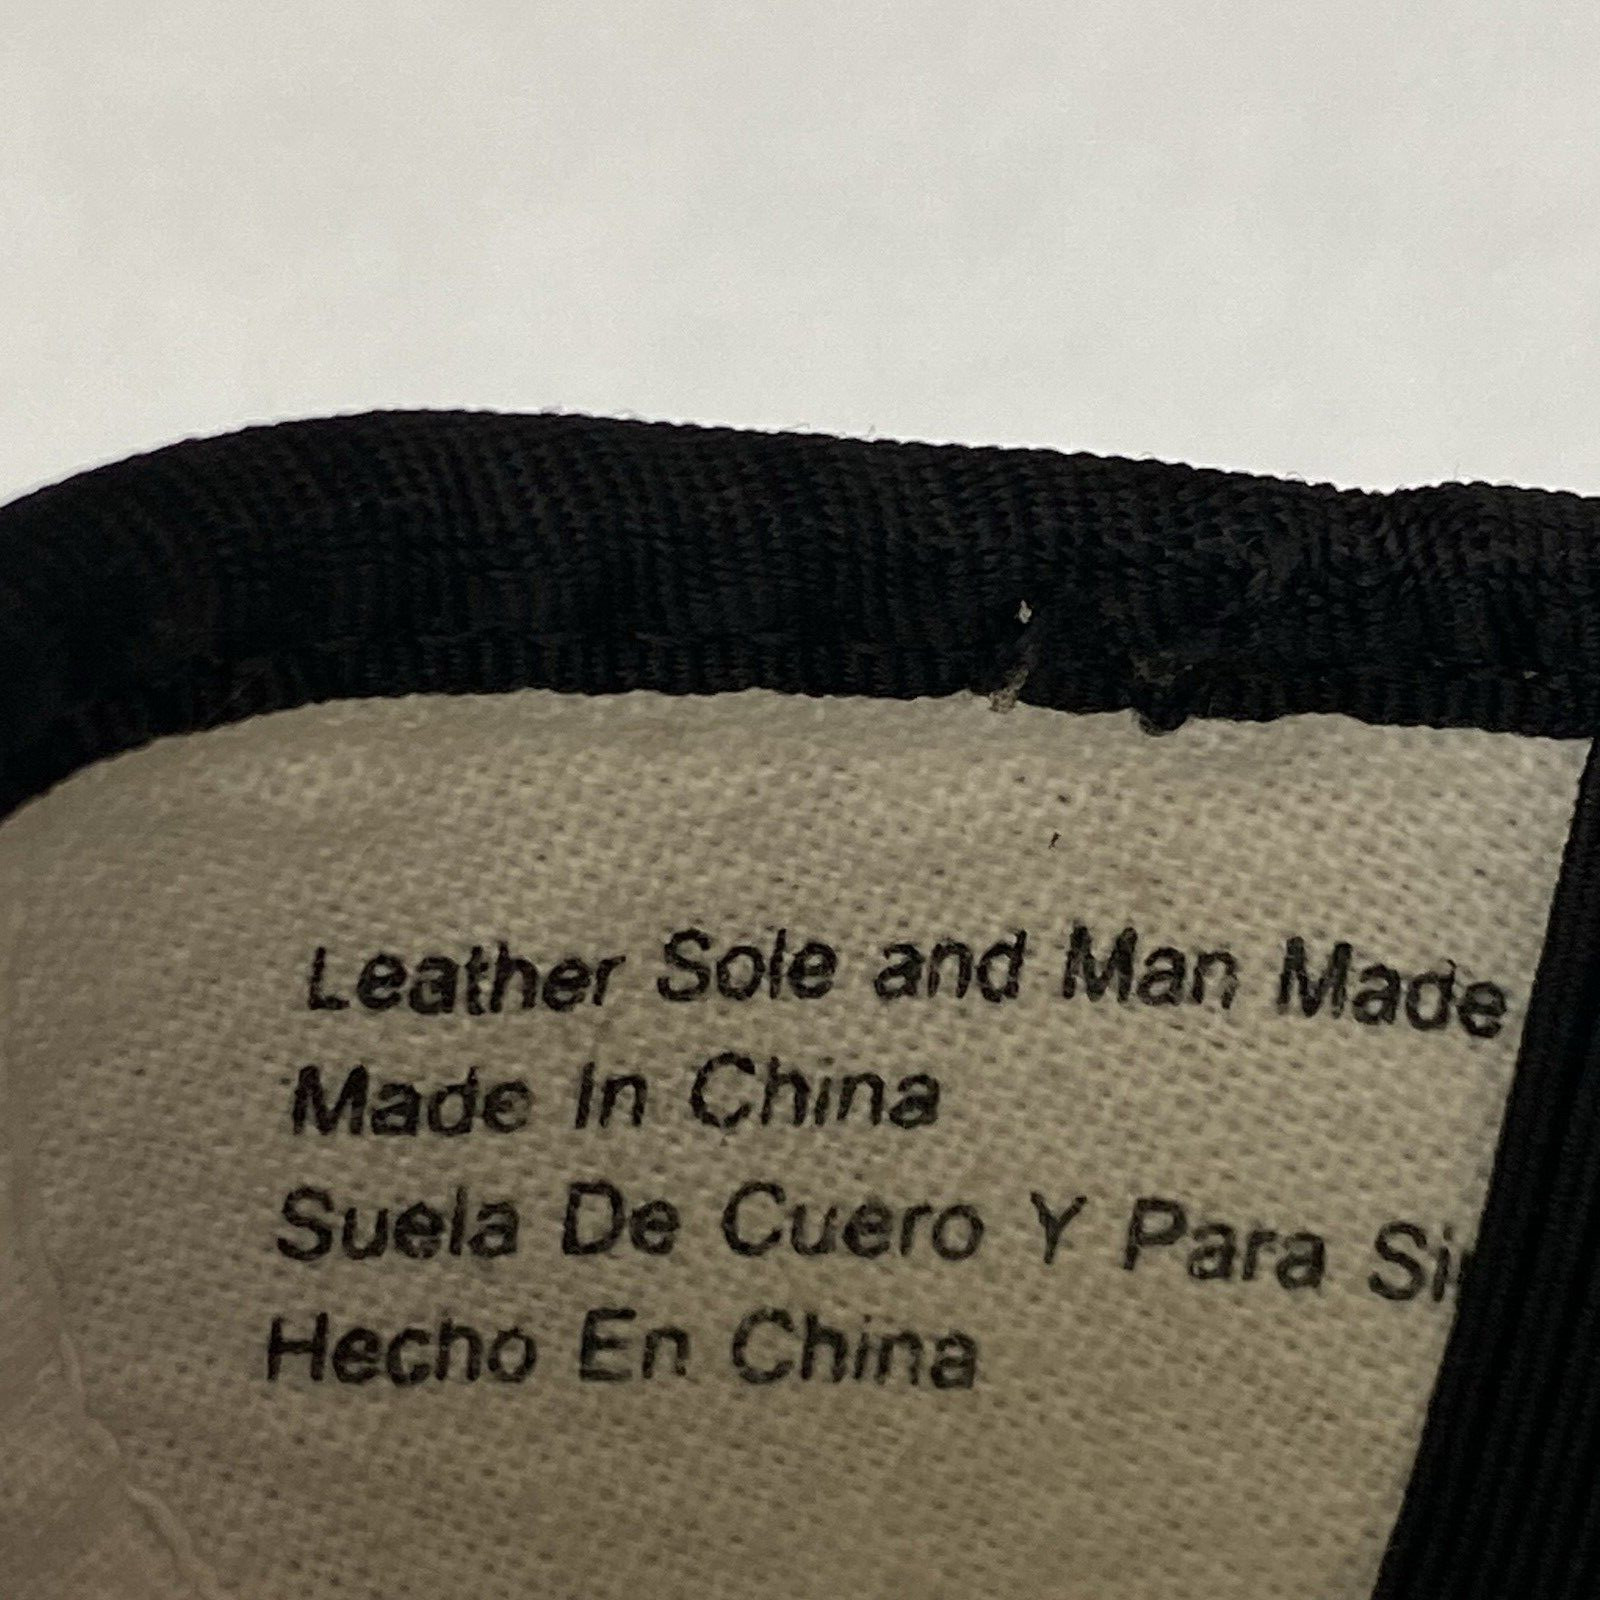 Leather Sole and Man Made
Made In China
Suela De Cuero Y Para
Hecho En China